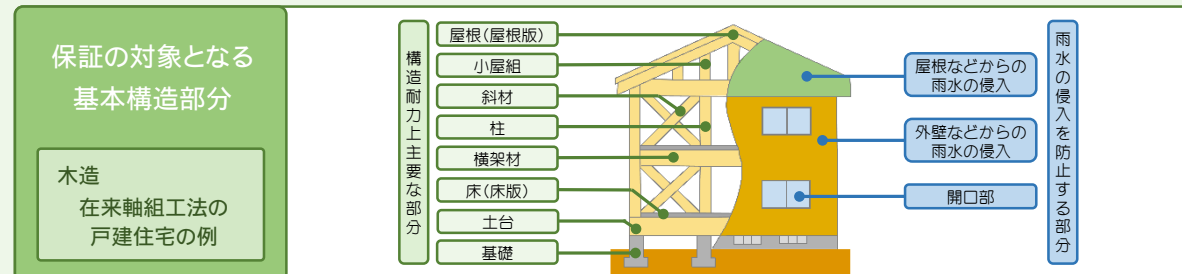 保証の対象となる
基本構造部分
木造
在来軸組工法の
戸建住宅の例
構造耐力上主要な部分
屋根(屋根版)
小屋組
斜材
柱
横架材
床(床版)
土台
基礎
屋根などからの
雨水の侵入
外壁などからの
雨水の侵入
開口部
雨水の侵入を防止する部分